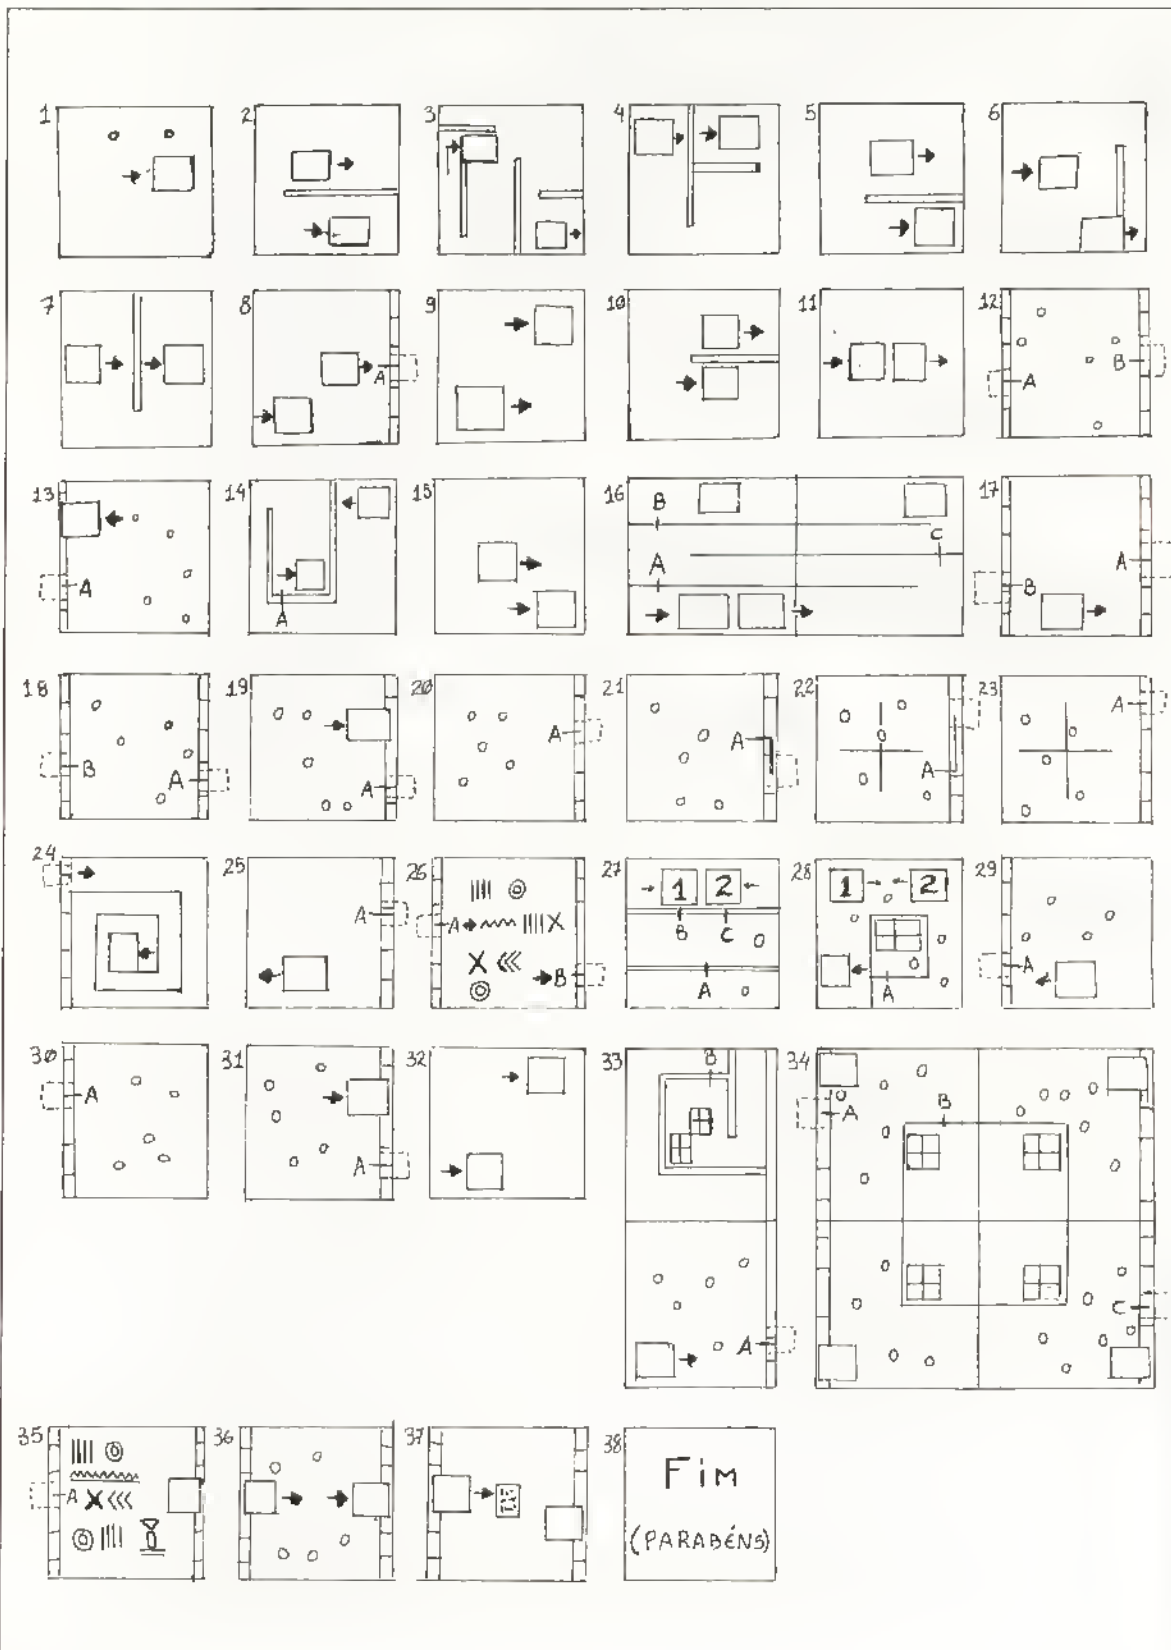 1 2 3 4 5 6
7 8 A 9 10 11 12 A B
13 A 14 A 15 16 B A C 17 A B
18 B A 19 A 20 A 21 A 22 A 23 A
24 25 A 26 A B 27 1 2 B C A 28 1 2 A 29 A
30 A 31 A 32 33 B A 34 A B C
35 A 36 37 38
Fim
(PARABÉNS)